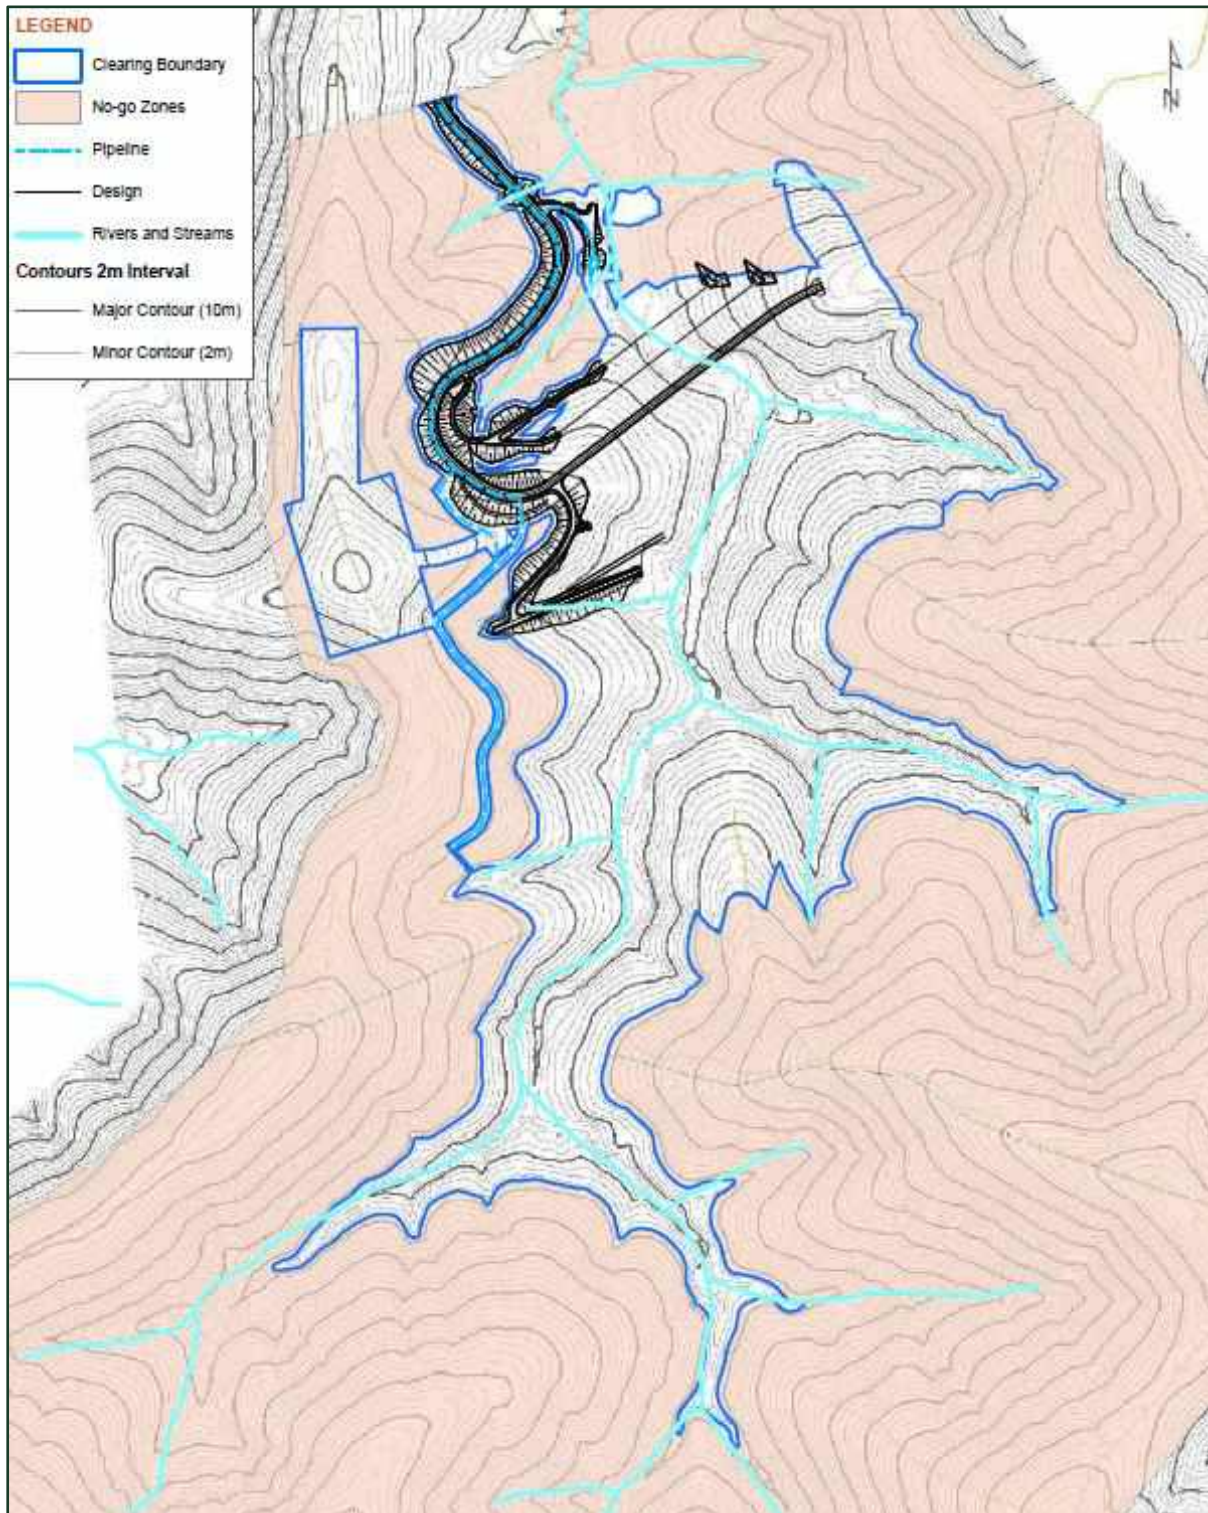 LEGEND
Clearing Boundary
No-go Zones
Pipeline
Design
Rivers and Streams
Contours 2m Interval
Major Contour (10m)
Minor Contour (2m)
N